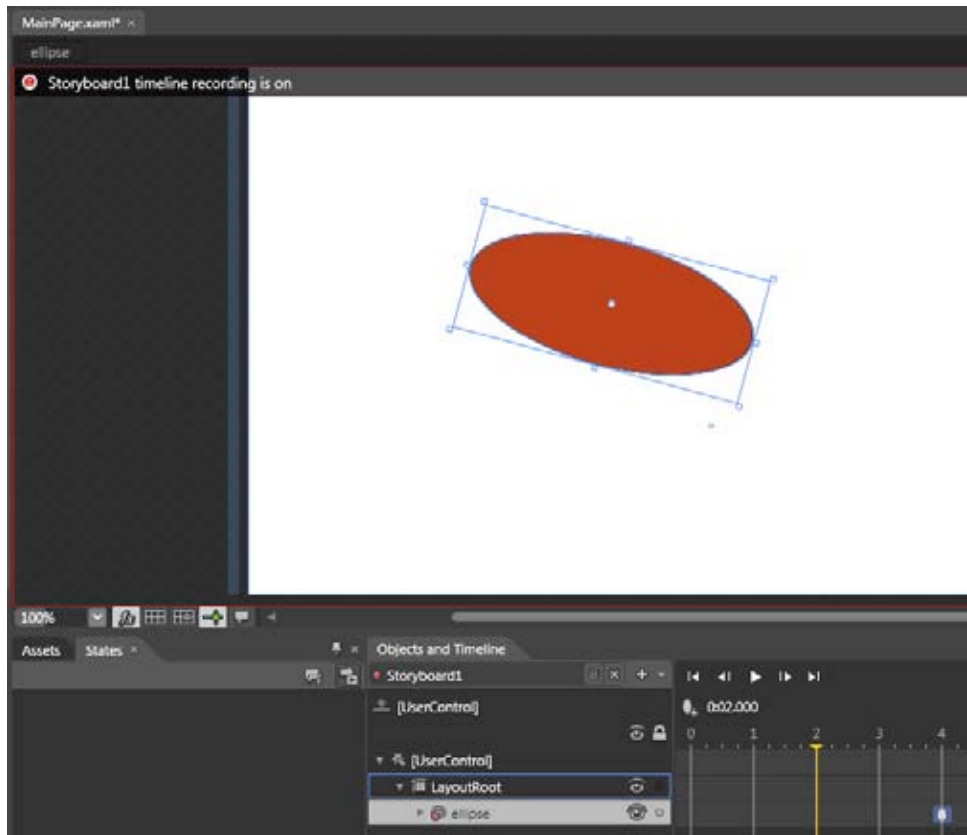 MainPage.xaml* ×
ellipse
Storyboard1 timeline recording is on
100%
Assets States × Objects and Timeline
Storyboard1
[UserControl] 0:02.000
0 1 2 3 4
[UserControl]
LayoutRoot
ellipse